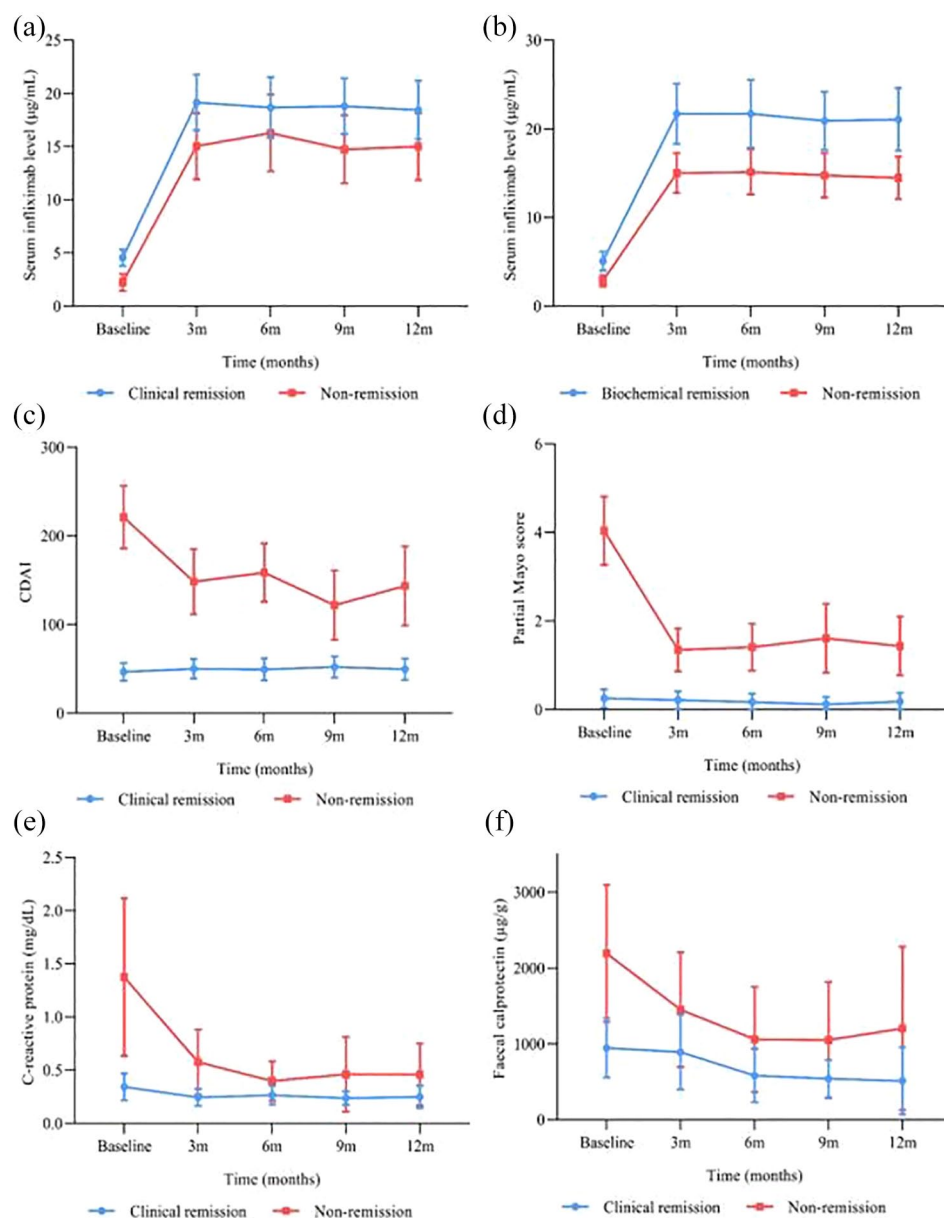 (a)
Serum infliximab level (µg/mL)
25
20
15
10
5
0
Baseline 3m 6m 9m 12m
Time (months)
Clinical remission Non-remission
(b)
Serum infliximab level (µg/mL)
30
20
10
0
Baseline 3m 6m 9m 12m
Time (months)
Biochemical remission Non-remission
(c)
CDAI
300
200
100
0
Baseline 3m 6m 9m 12m
Time (months)
Clinical remission Non-remission
(d)
Partial Mayo score
6
4
2
0
Baseline 3m 6m 9m 12m
Time (months)
Clinical remission Non-remission
(e)
C-reactive protein (mg/dL)
2.5
2.0
1.5
1.0
0.5
0.0
Baseline 3m 6m 9m 12m
Time (months)
Clinical remission Non-remission
(f)
Faecal calprotectin (µg/g)
3000
2000
1000
0
Baseline 3m 6m 9m 12m
Time (months)
Clinical remission Non-remission